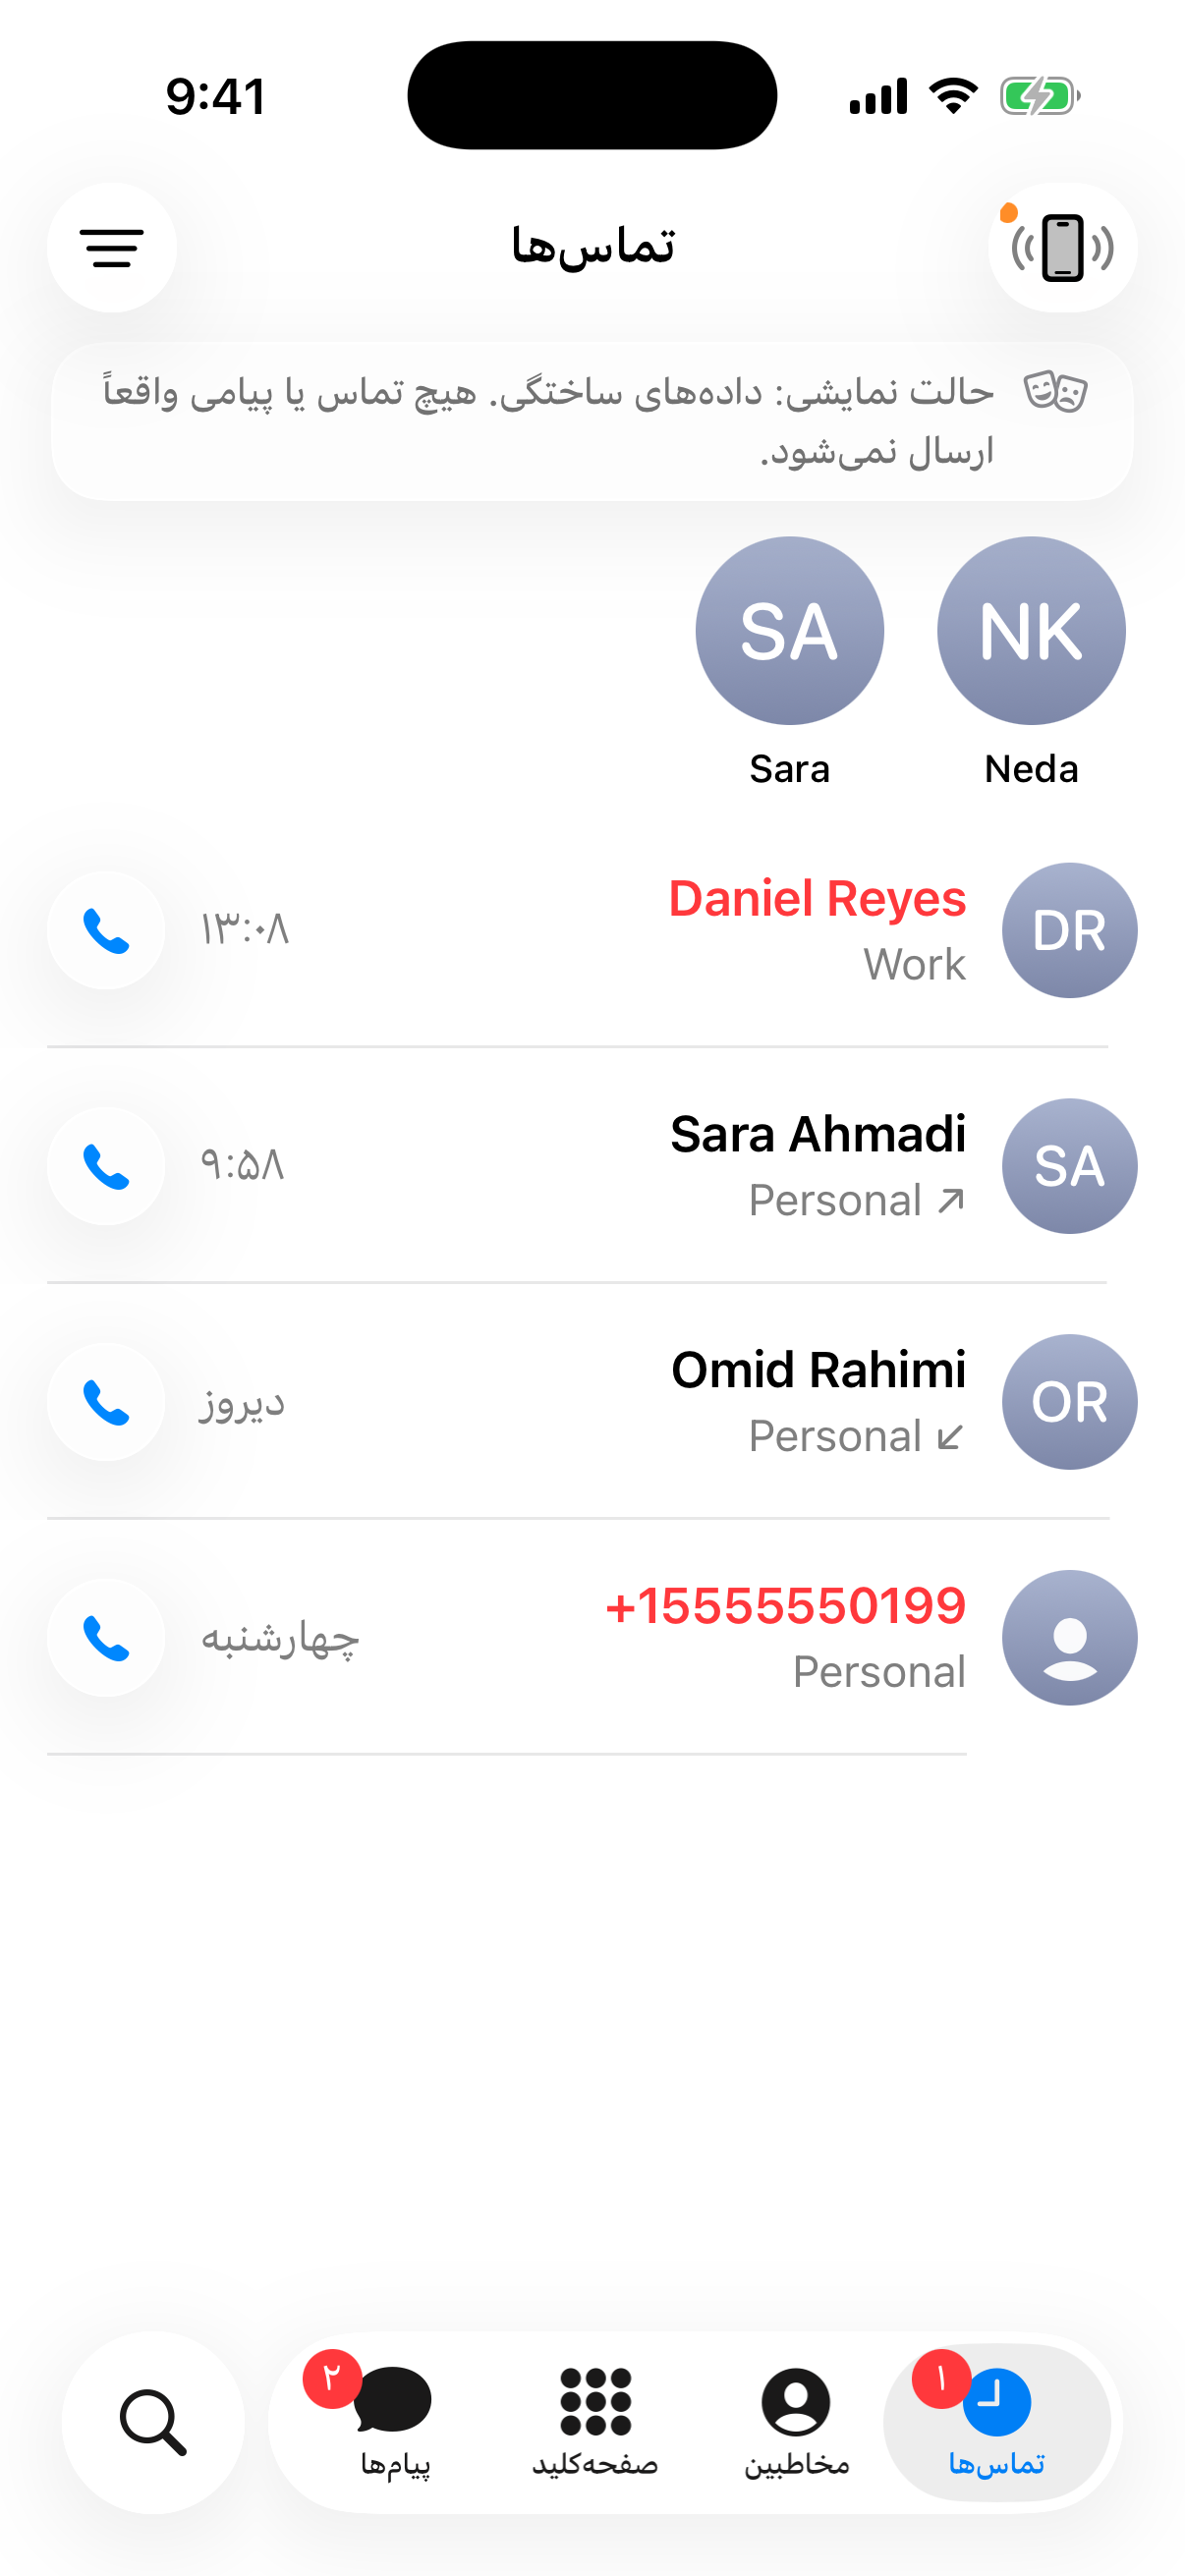 9:41
تماس‌ها
حالت نمایشی: داده‌های ساختگی. هیچ تماس یا پیامی واقعاً
ارسال نمی‌شود.
NK
SA
Neda
Sara
DR
Daniel Reyes
Work
۱۳:۰۸
SA
Sara Ahmadi
Personal
۹:۵۸
OR
Omid Rahimi
Personal
دیروز
+15555550199
Personal
چهارشنبه
۱
تماس‌ها
مخاطبین
صفحه‌کلید
۲
پیام‌ها